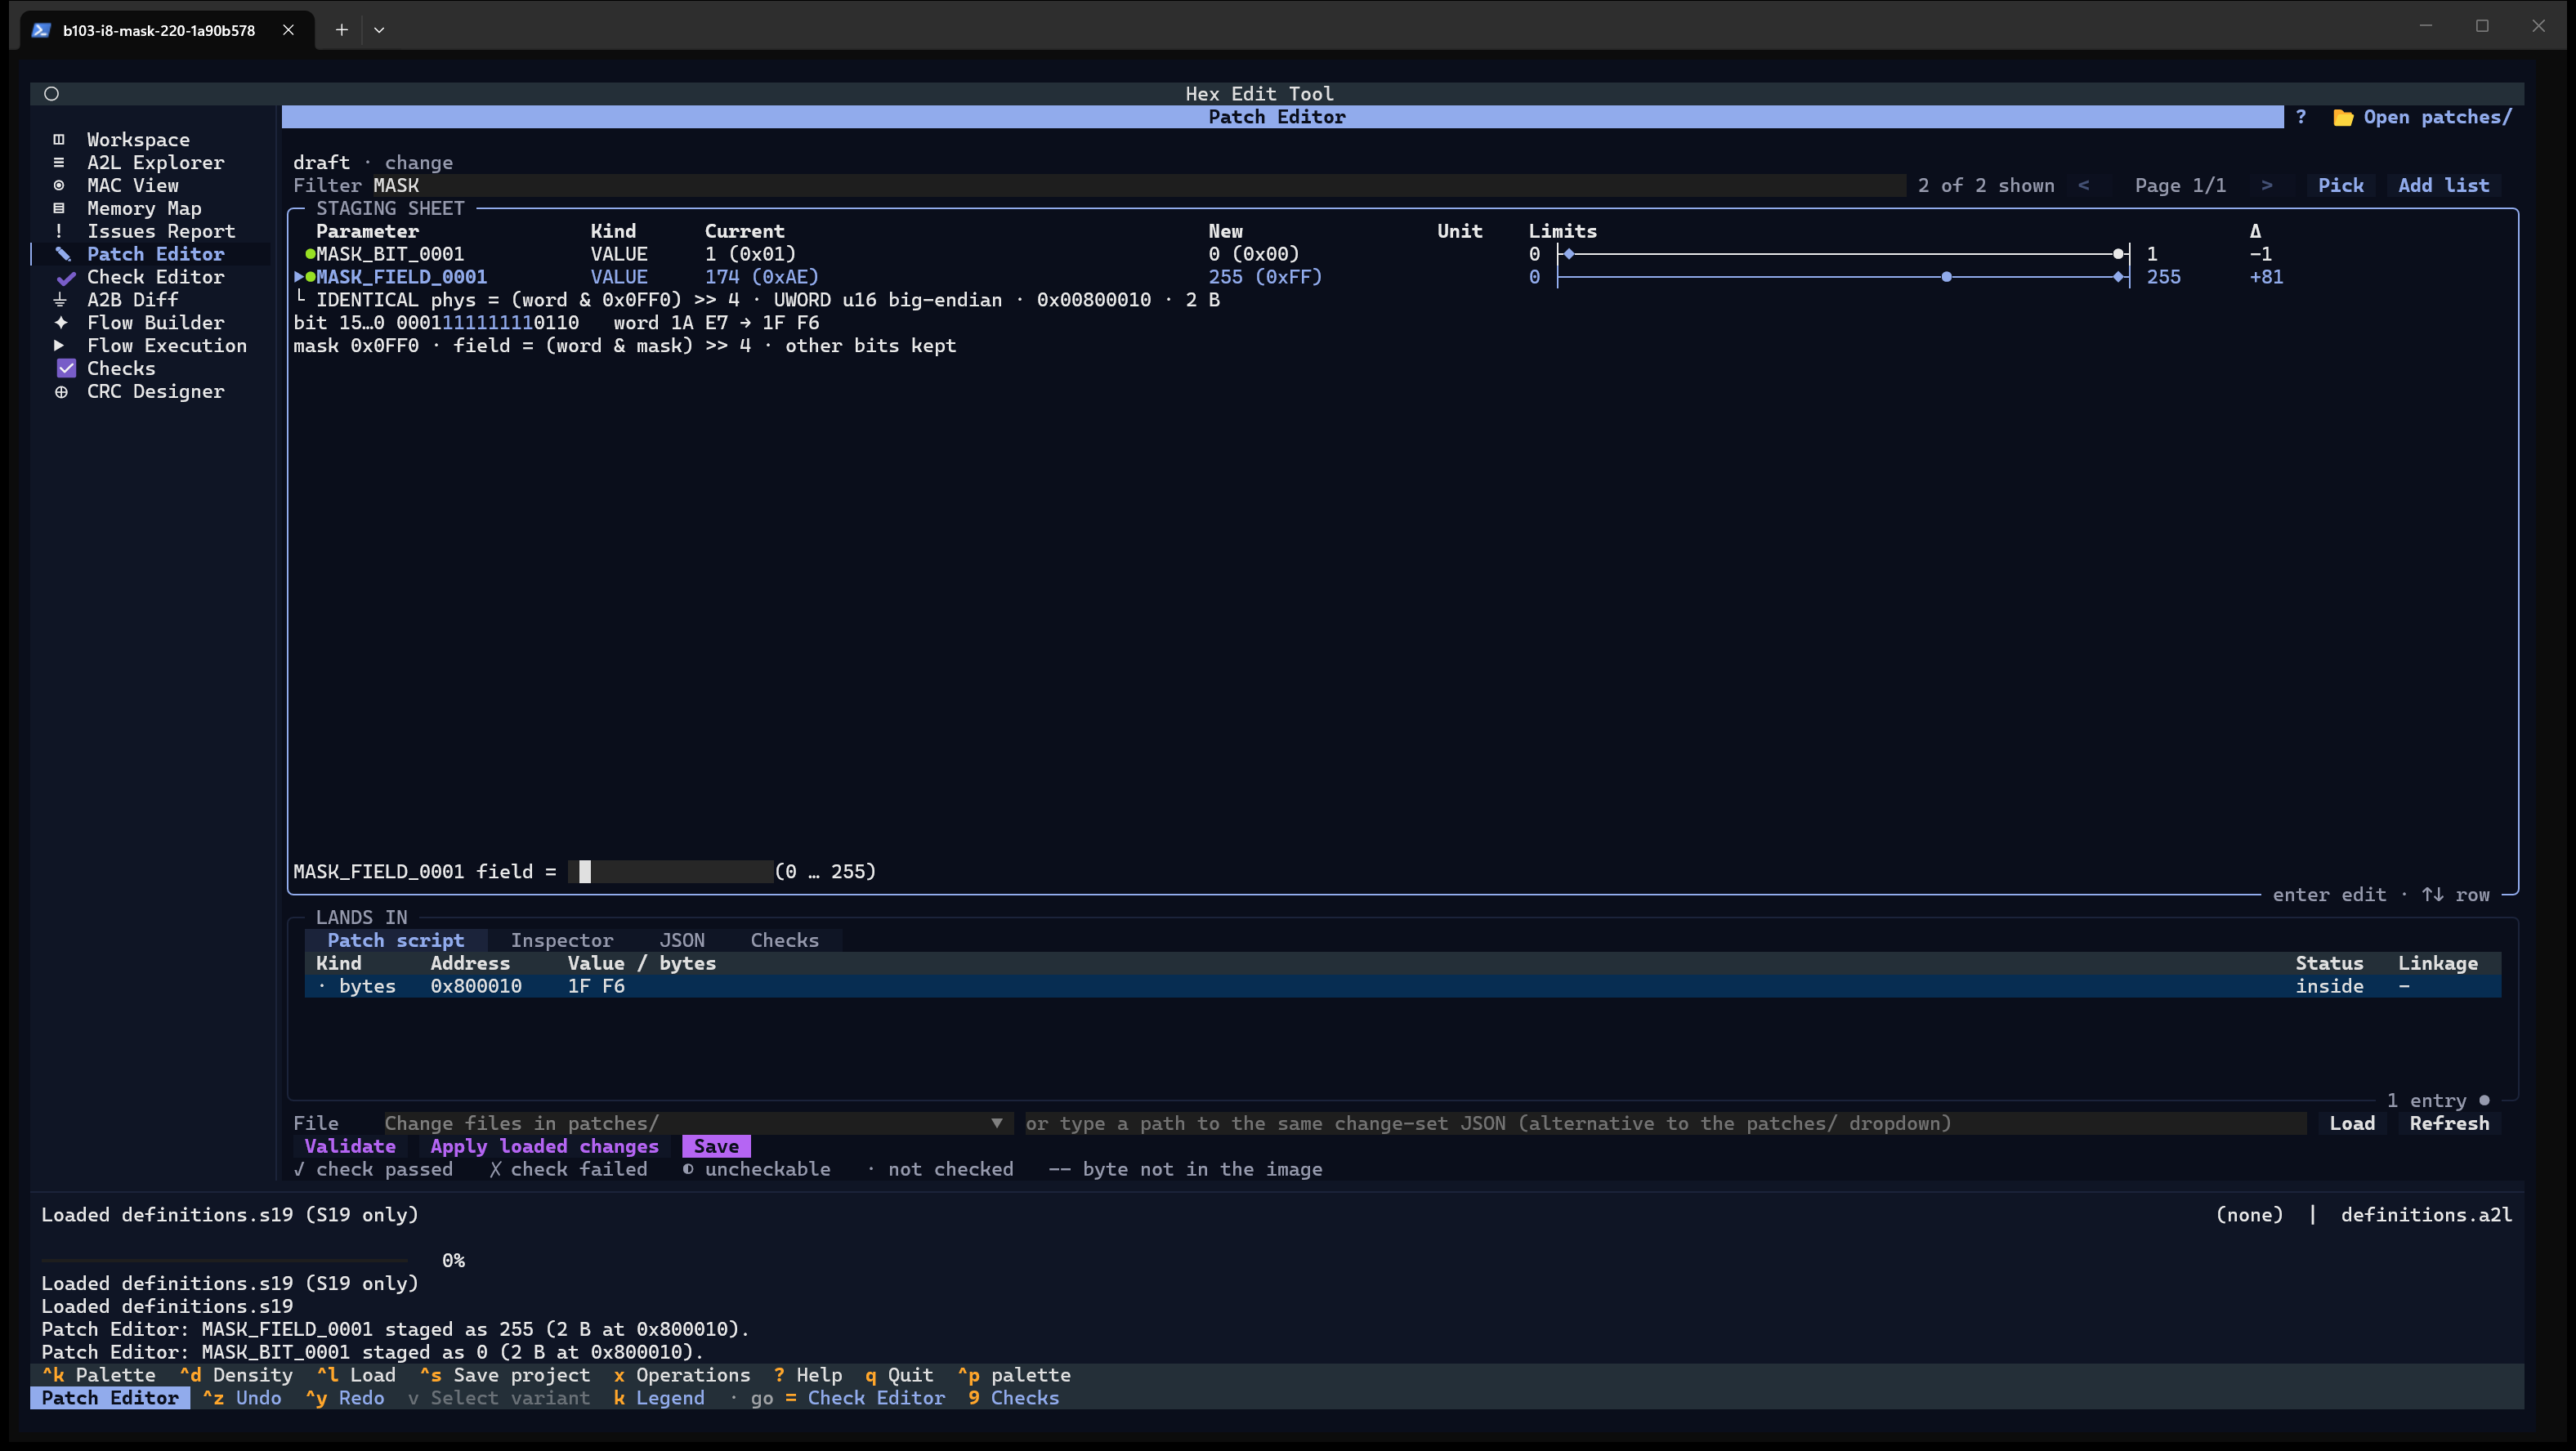 b103-i8-mask-220-1a90b578
Hex Edit Tool
Patch Editor ? Open patches/
Workspace
A2L Explorer
MAC View
Memory Map
! Issues Report
Patch Editor
Check Editor
A2B Diff
Flow Builder
Flow Execution
Checks
CRC Designer
draft · change
Filter MASK 2 of 2 shown < Page 1/1 > Pick Add list
STAGING SHEET
Parameter Kind Current New Unit Limits Δ
MASK_BIT_0001 VALUE 1 (0x01) 0 (0x00) 0 1 −1
MASK_FIELD_0001 VALUE 174 (0xAE) 255 (0xFF) 0 255 +81
└ IDENTICAL phys = (word & 0x0FF0) >> 4 · UWORD u16 big-endian · 0x00800010 · 2 B
bit 15…0 0001111111110110 word 1A E7 → 1F F6
mask 0x0FF0 · field = (word & mask) >> 4 · other bits kept
MASK_FIELD_0001 field = (0 … 255)
enter edit · ↑↓ row
LANDS IN
Patch script Inspector JSON Checks
Kind Address Value / bytes Status Linkage
· bytes 0x800010 1F F6 inside −
1 entry ●
File Change files in patches/ ▼ or type a path to the same change-set JSON (alternative to the patches/ dropdown) Load Refresh
Validate Apply loaded changes Save
✓ check passed ✗ check failed ◐ uncheckable · not checked −− byte not in the image
Loaded definitions.s19 (S19 only) (none) | definitions.a2l
0%
Loaded definitions.s19 (S19 only)
Loaded definitions.s19
Patch Editor: MASK_FIELD_0001 staged as 255 (2 B at 0x800010).
Patch Editor: MASK_BIT_0001 staged as 0 (2 B at 0x800010).
^k Palette ^d Density ^l Load ^s Save project x Operations ? Help q Quit ^p palette
Patch Editor ^z Undo ^y Redo v Select variant k Legend · go = Check Editor 9 Checks